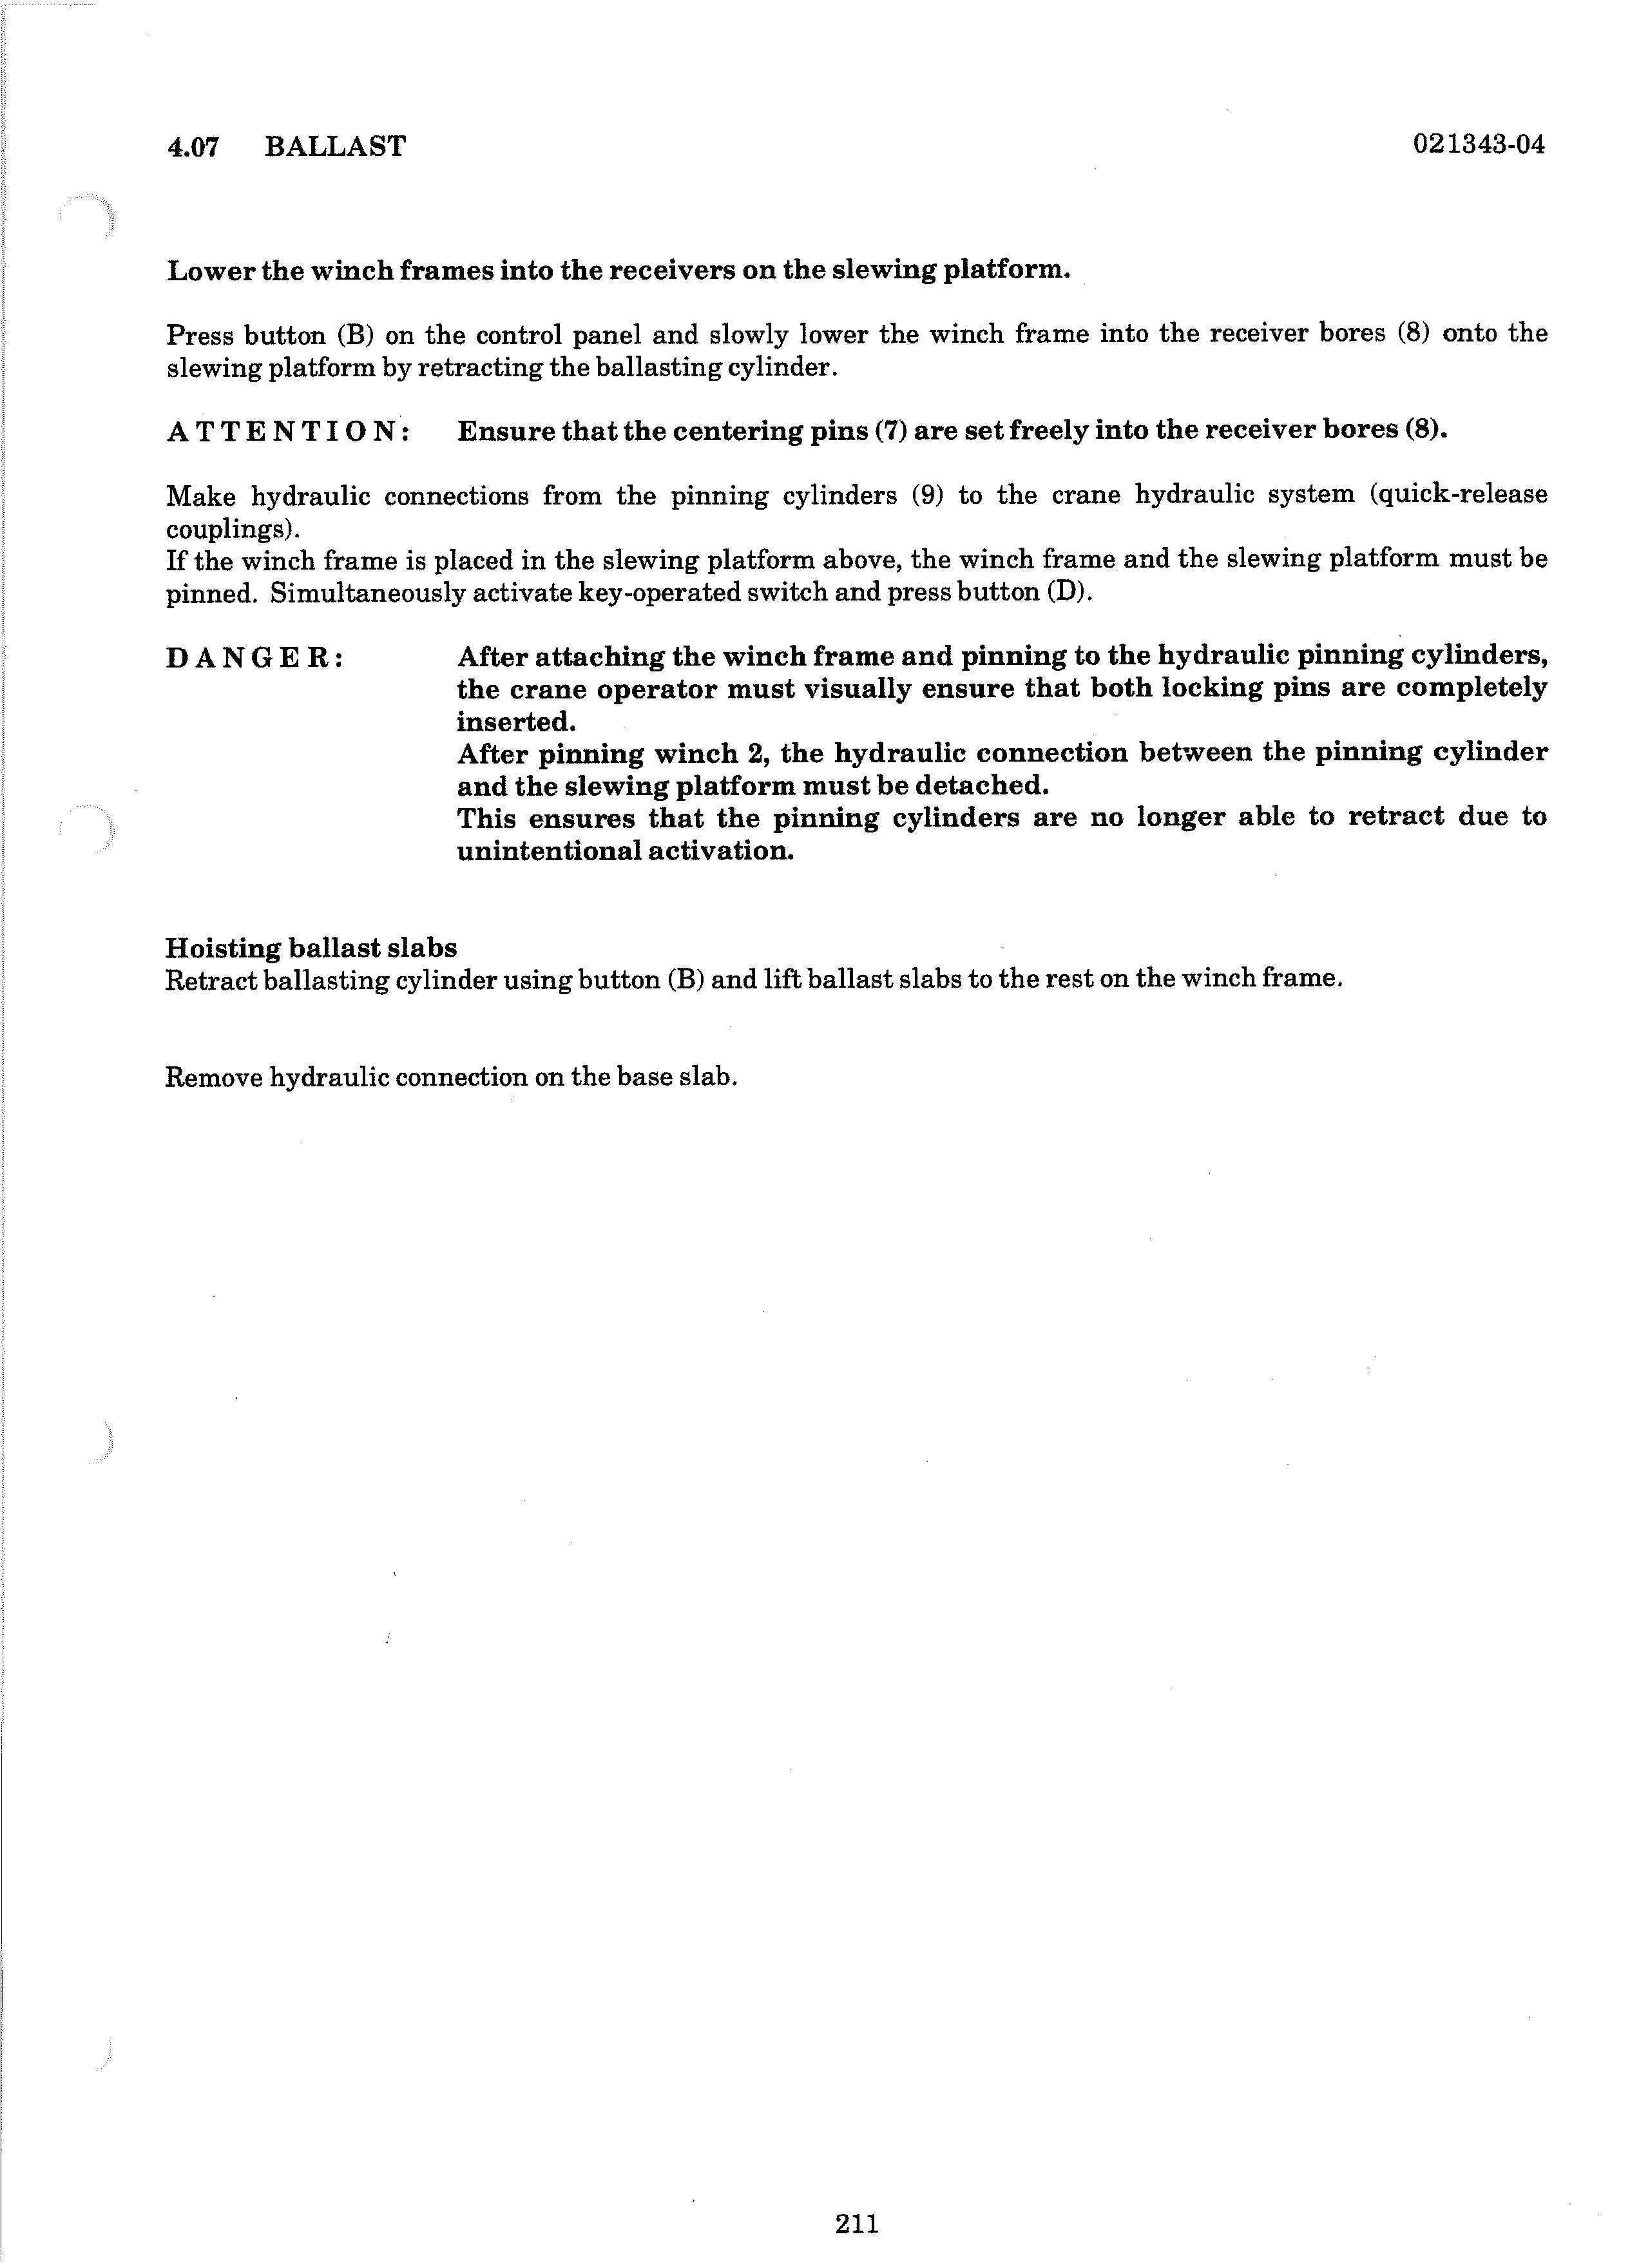 4.07 BALLAST 021343-04
Lower the winch frames into the receivers on the slewing platform.
Press button (B) on the control panel and slowly lower the winch frame into the receiver bores (8) onto the
slewing platform by retracting the ballasting cylinder.
ATTENTION: Ensure that the centering pins (7) are set freely into the receiver bores (8).
Make hydraulic connections from the pinning cylinders (9) to the crane hydraulic system (quick-release
couplings).
If the winch frame is placed in the slewing platform above, the winch frame and the slewing platform must be
pinned. Simultaneously activate key-operated switch and press button (D).
DANGER: After attaching the winch frame and pinning to the hydraulic pinning cylinders,
the crane operator must visually ensure that both locking pins are completely
inserted.
After pinning winch 2, the hydraulic connection between the pinning cylinder
and the slewing platform must be detached.
This ensures that the pinning cylinders are no longer able to retract due to
unintentional activation.
Hoisting ballast slabs
Retract ballasting cylinder using button (B) and lift ballast slabs to the rest on the winch frame.
Remove hydraulic connection on the base slab.
211